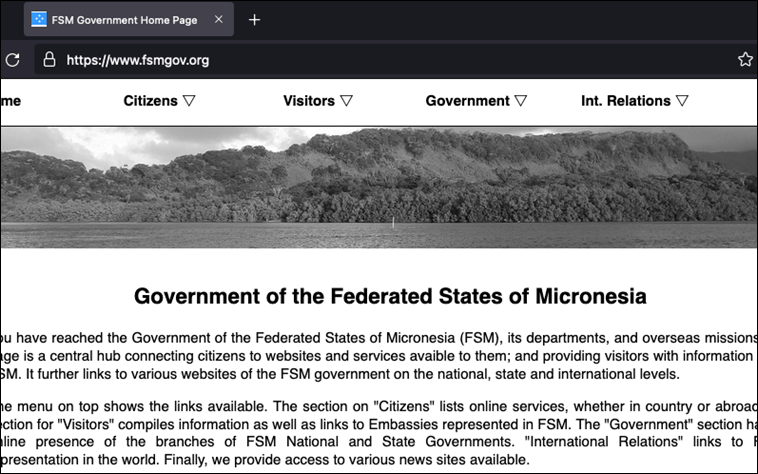 FSM Government Home Page
https://www.fsmgov.org
me Citizens ▽ Visitors ▽ Government ▽ Int. Relations ▽
Government of the Federated States of Micronesia
ou have reached the Government of the Federated States of Micronesia (FSM), its departments, and overseas missions
age is a central hub connecting citizens to websites and services avaible to them; and providing visitors with information
SM. It further links to various websites of the FSM government on the national, state and international levels.
he menu on top shows the links available. The section on "Citizens" lists online services, whether in country or abroad
ection for "Visitors" compiles information as well as links to Embassies represented in FSM. The "Government" section ha
nline presence of the branches of FSM National and State Governments. "International Relations" links to F
presentation in the world. Finally, we provide access to various news sites available.